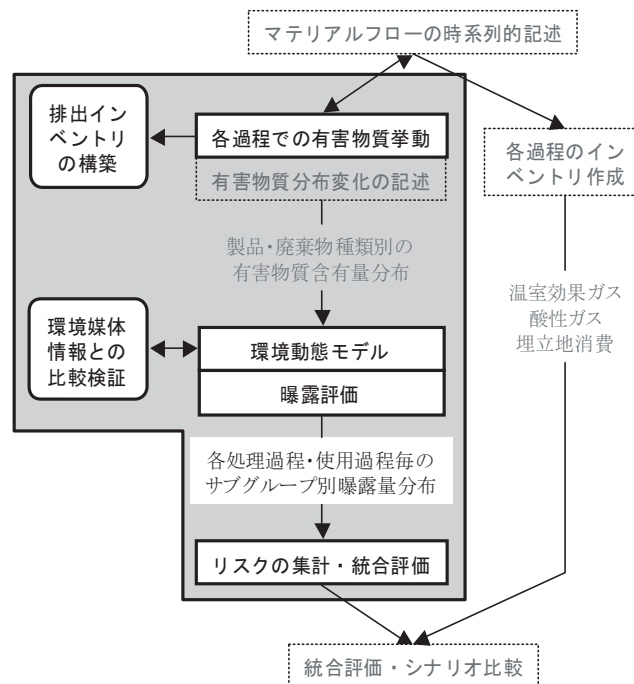 マテリアルフローの時系列的記述
排出イン
ベントリ
の構築
各過程での有害物質挙動
有害物質分布変化の記述
各過程のイン
ベントリ作成
製品・廃棄物種類別の
有害物質含有量分布
温室効果ガス
酸性ガス
埋立地消費
環境媒体
情報との
比較検証
環境動態モデル
曝露評価
各処理過程・使用過程毎の
サブグループ別曝露量分布
リスクの集計・統合評価
統合評価・シナリオ比較